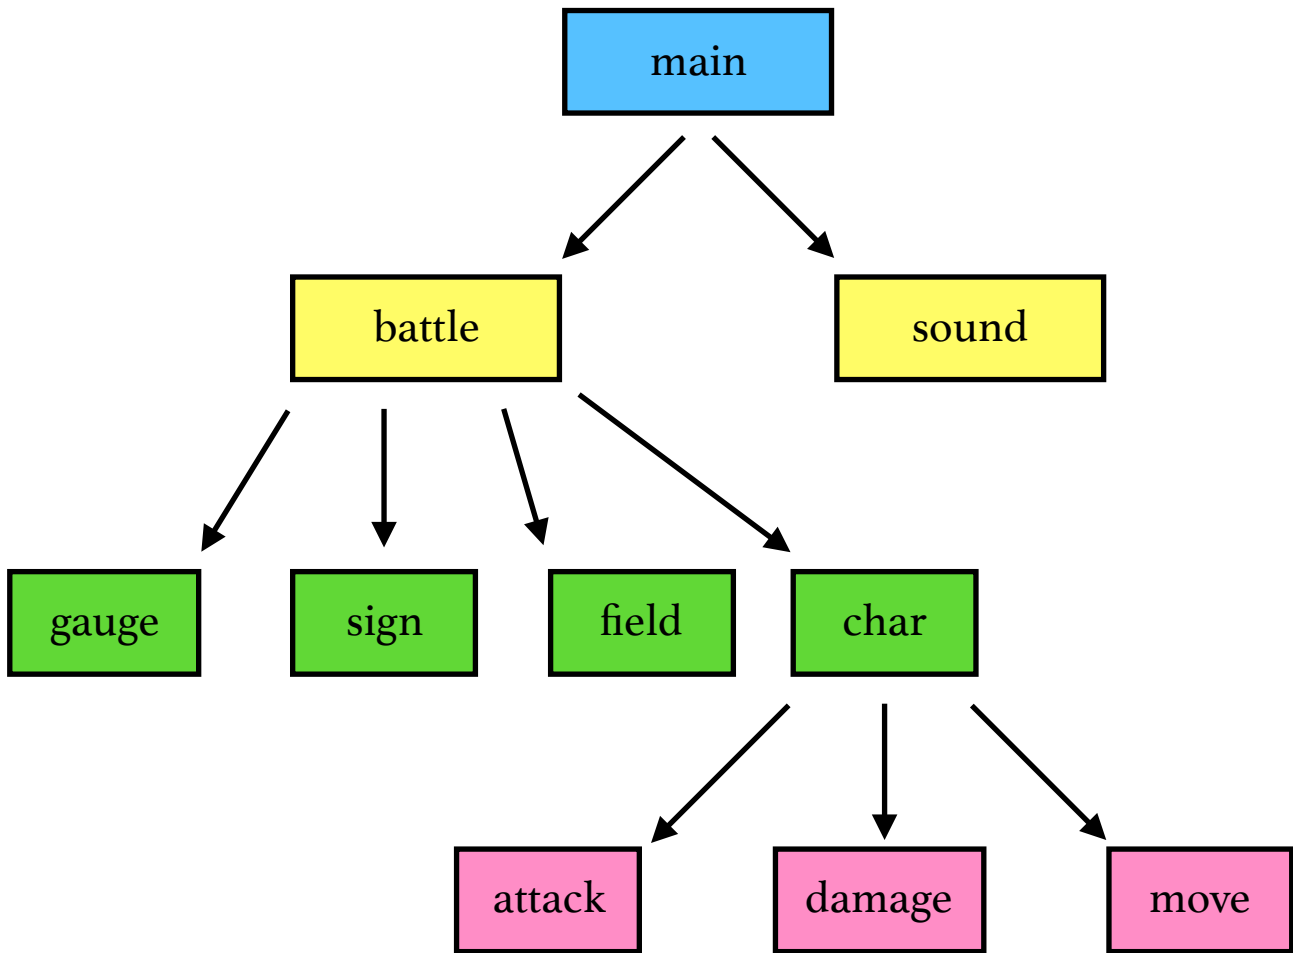 main
battle
sound
gauge
sign
field
char
attack
damage
move